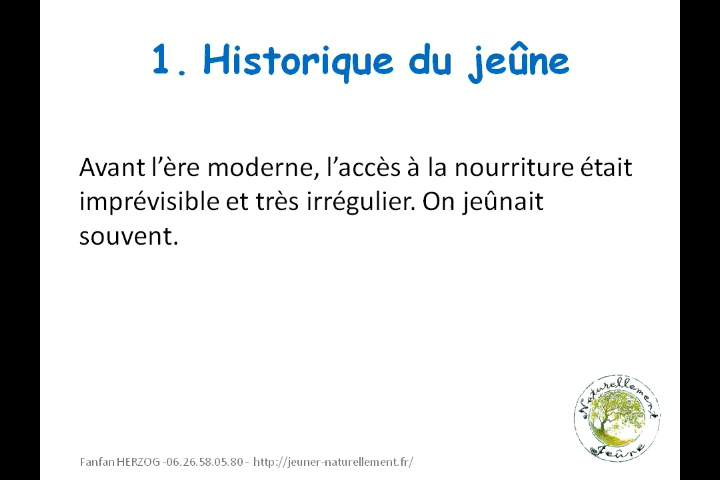 1. Historique du jeûne
Avant l’ère moderne, l’accès à la nourriture était
imprévisible et très irrégulier. On jeûnait
souvent.
Naturellement
Jeûne
Fanfan HERZOG -06.26.58.05.80 - http://jeuner-naturellement.fr/